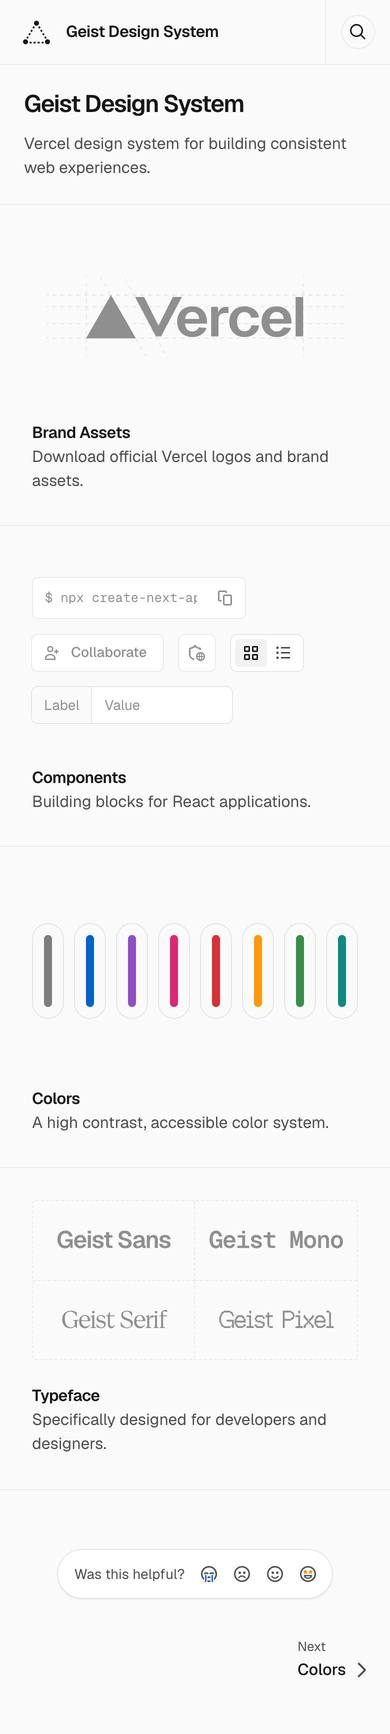 Geist Design System
Geist Design System
Vercel design system for building consistent
web experiences.
Vercel
Brand Assets
Download official Vercel logos and brand
assets.
$ npx create-next-ap
Collaborate
Label Value
Components
Building blocks for React applications.
Colors
A high contrast, accessible color system.
Geist Sans Geist Mono
Geist Serif Geist Pixel
Typeface
Specifically designed for developers and
designers.
Was this helpful?
Next
Colors